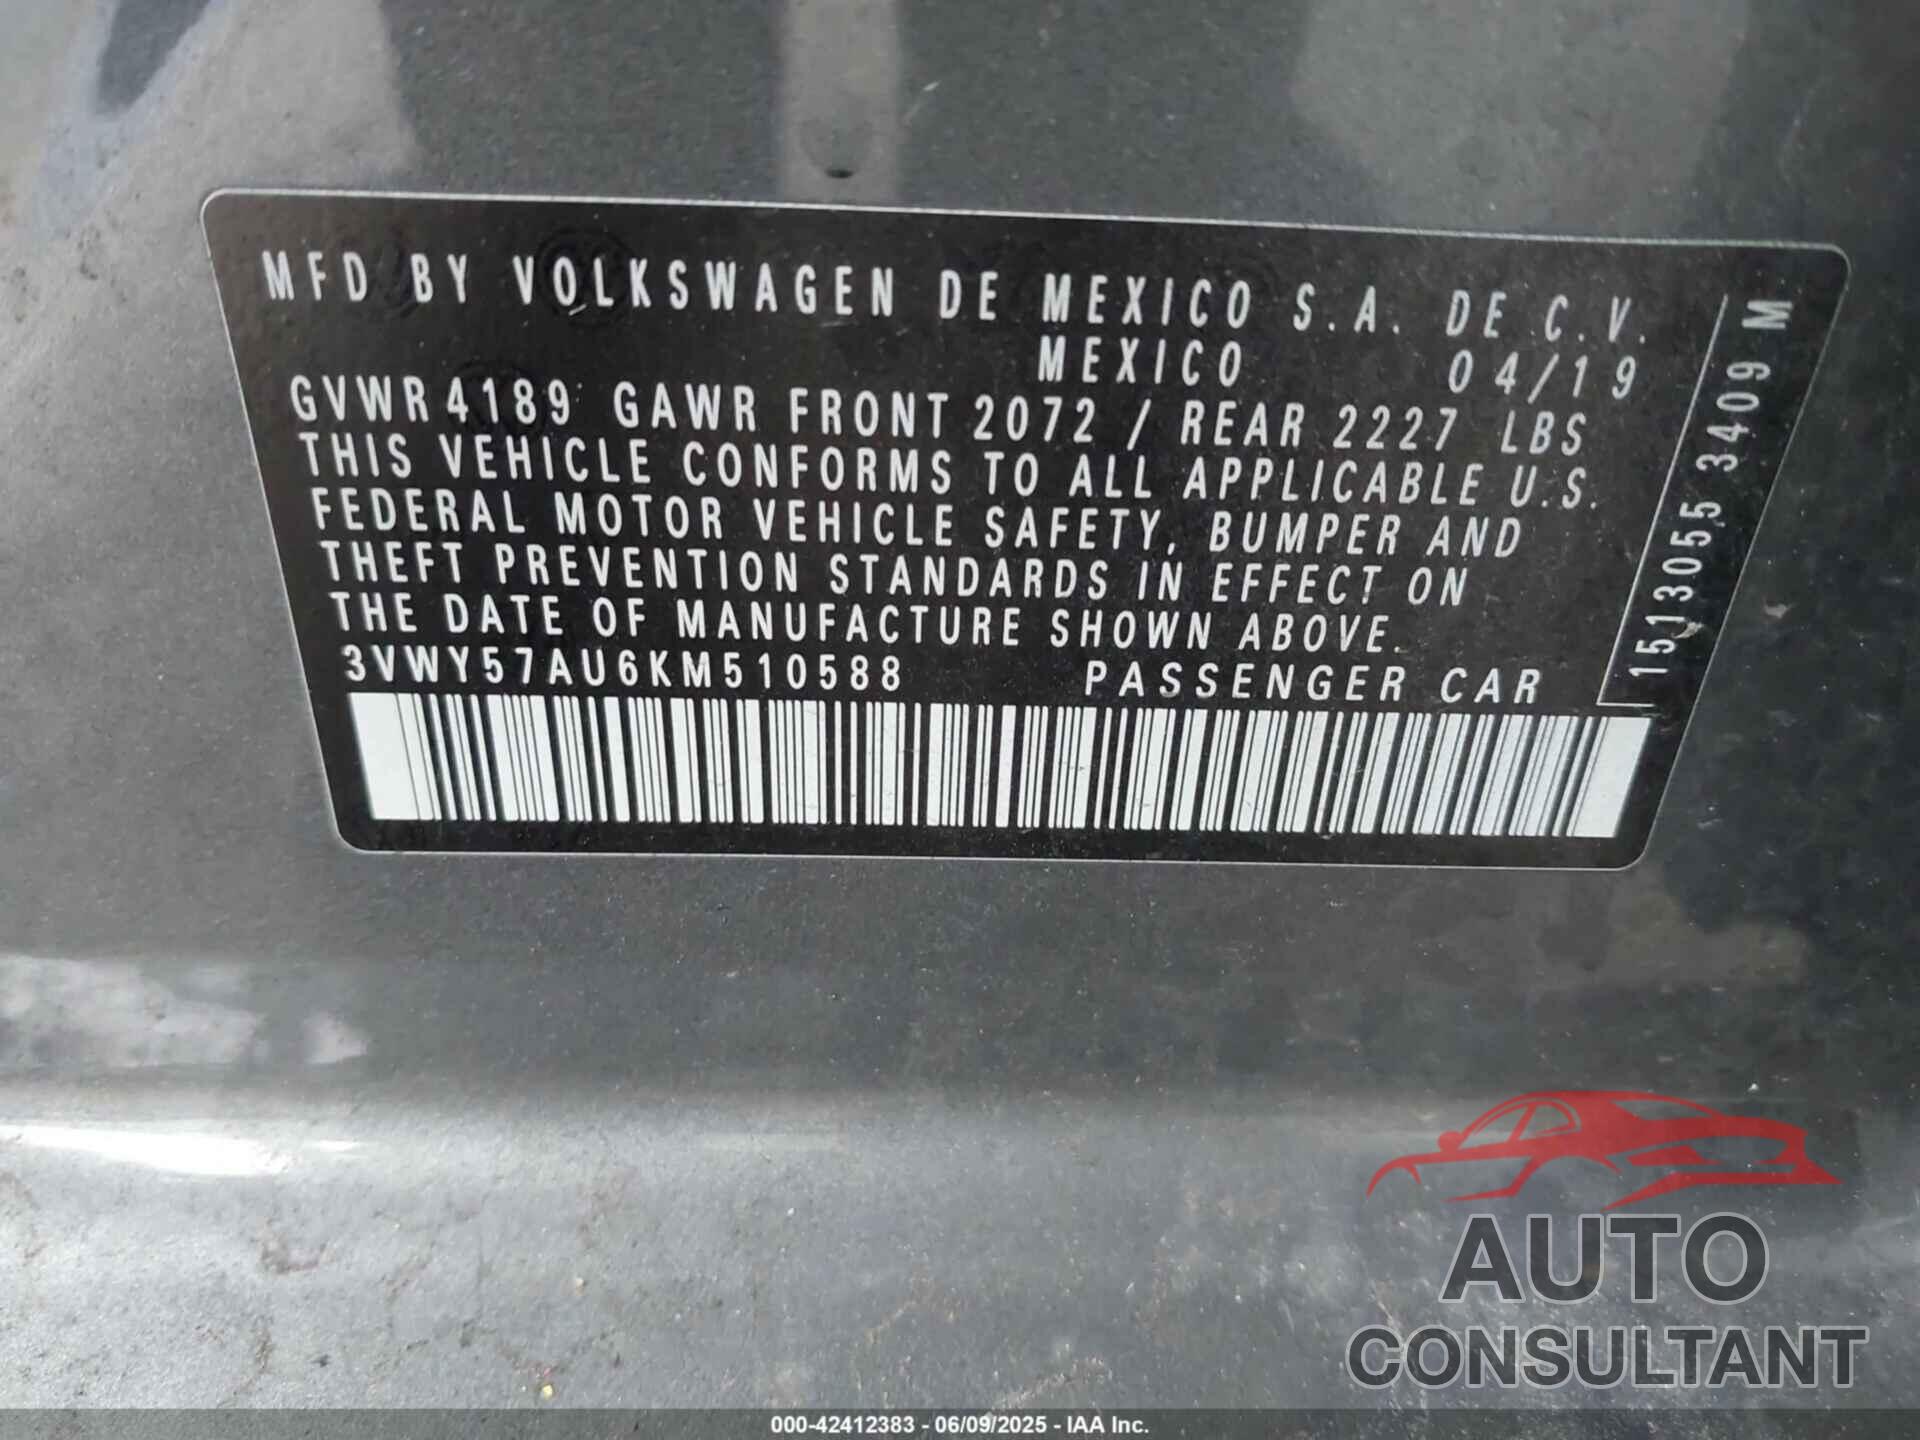 MFD BY VOLKSWAGEN DE MEXICO S.A. DE C.V.
MEXICO 04/19
GVWR 4189 GAWR FRONT 2072 / REAR 2227 LBS
THIS VEHICLE CONFORMS TO ALL APPLICABLE U.S.
FEDERAL MOTOR VEHICLE SAFETY, BUMPER AND
THEFT PREVENTION STANDARDS IN EFFECT ON
THE DATE OF MANUFACTURE SHOWN ABOVE.
3VWY57AU6KM510588 PASSENGER CAR
1513055 3409 M
AUTO
CONSULTANT
000-42412383 - 06/09/2025 - IAA Inc.